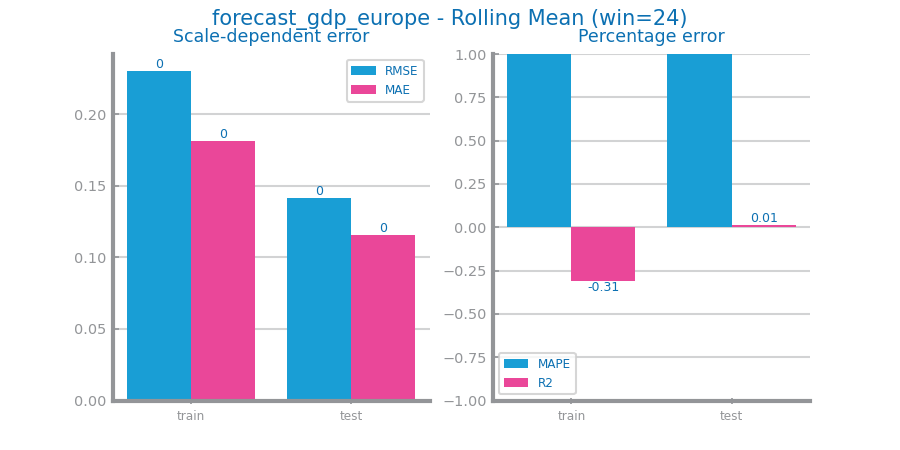 forecast_gdp_europe - Rolling Mean (win=24)
Scale-dependent error
0
0
0
0
RMSE
MAE
0.20
0.15
0.10
0.05
0.00
train
test
Percentage error
1.00
0.75
0.50
0.25
0.00
−0.25
−0.50
−0.75
−1.00
-0.31
0.01
MAPE
R2
train
test